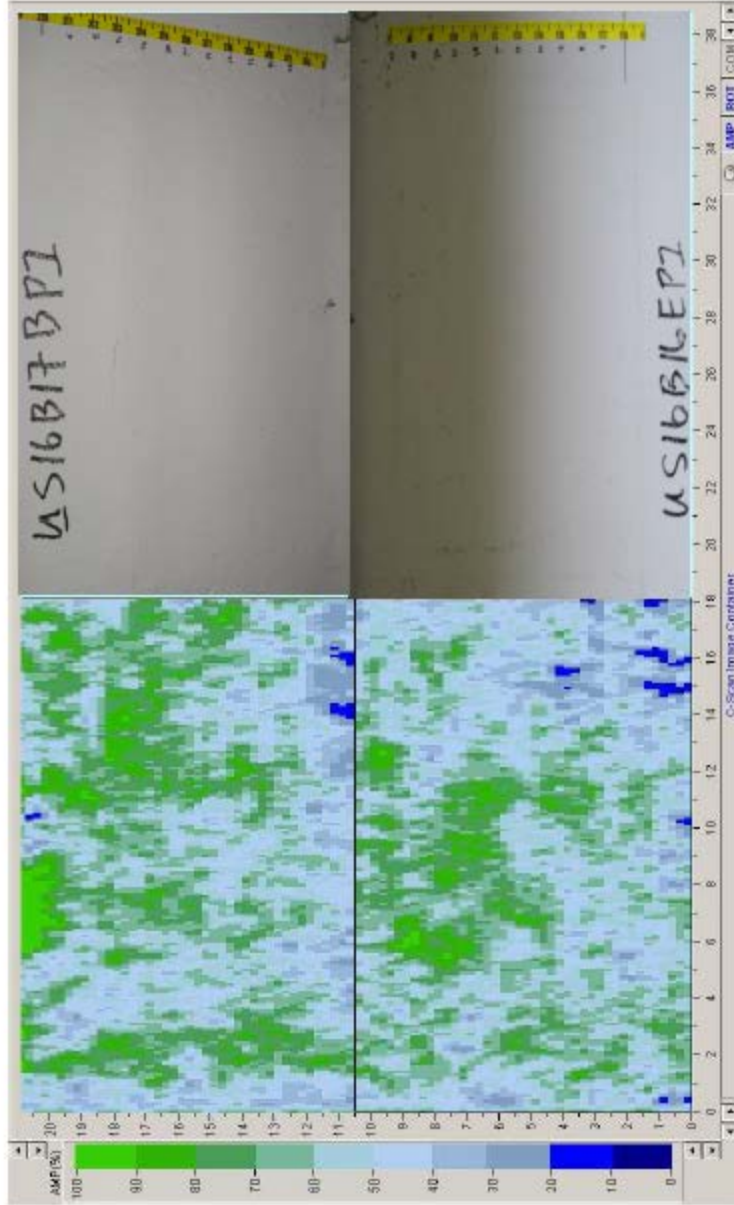 US16B17BPI
US16B16EPI
AMP(%)
100 90 80 70 60 50 40 30 20 10 0
20 19 18 17 16 15 14 13 12 11 10 9 8 7 6 5 4 3 2 1 0
0 2 4 6 8 10 12 14 16 18 20 22 24 26 28 30 32 34 36 38
C-Scan Image Container
AMP
COM